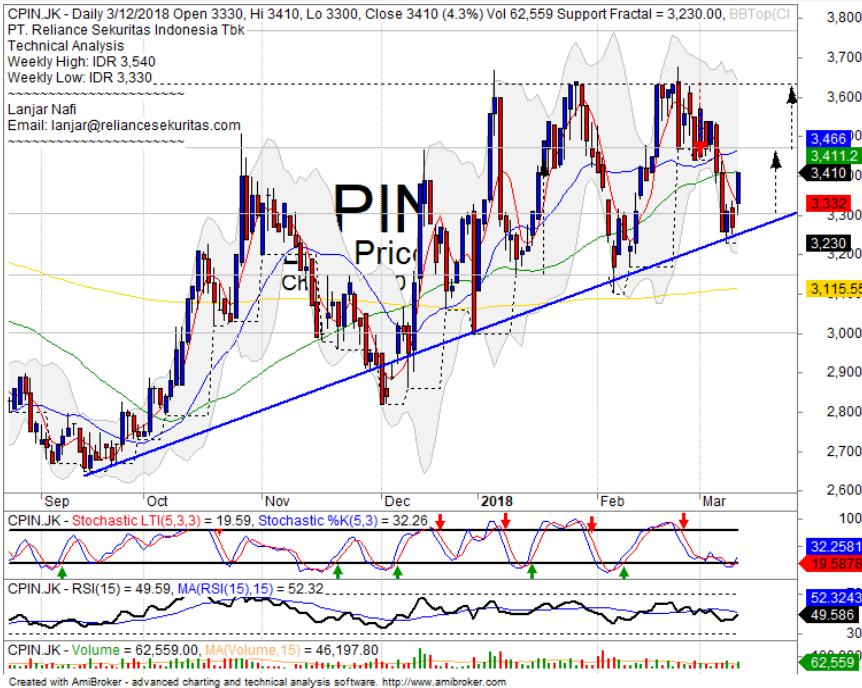 CPIN.JK - Daily 3/12/2018 Open 3330, Hi 3410, Lo 3300, Close 3410 (4.3%) Vol 62,559 Support Fractal = 3,230.00, BBTop(Cl
PT. Reliance Sekuritas Indonesia Tbk
Technical Analysis
Weekly High: IDR 3,540
Weekly Low: IDR 3,330
~~~~~~~~~~~~~~~~~~~~~~
Lanjar Nafi
Email: lanjar@reliancesekuritas.com
~~~~~~~~~~~~~~~~~~~~~~
PIN
Pric
3,800
3,700
3,600
3,466
3,411.2
3,410
3,332
3,300
3,230
3,200
3,115.55
3,000
2,900
2,800
2,700
2,600
Sep Oct Nov Dec 2018 Feb Mar
CPIN.JK - Stochastic LTI(5,3,3) = 19.59, Stochastic %K(5,3) = 32.26
100
32.2581
19.5878
CPIN.JK - RSI(15) = 49.59, MA(RSI(15),15) = 52.32
52.3243
49.586
30
CPIN.JK - Volume = 62,559.00, MA(Volume,15) = 46,197.80
62,559
Created with AmiBroker - advanced charting and technical analysis software. http://www.amibroker.com